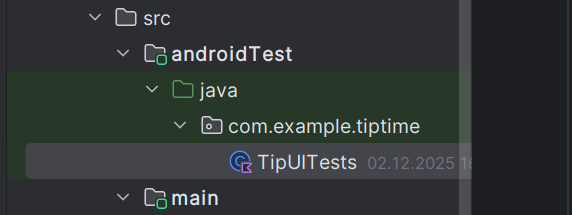 src
androidTest
java
com.example.tiptime
TipUITests 02.12.2025
main